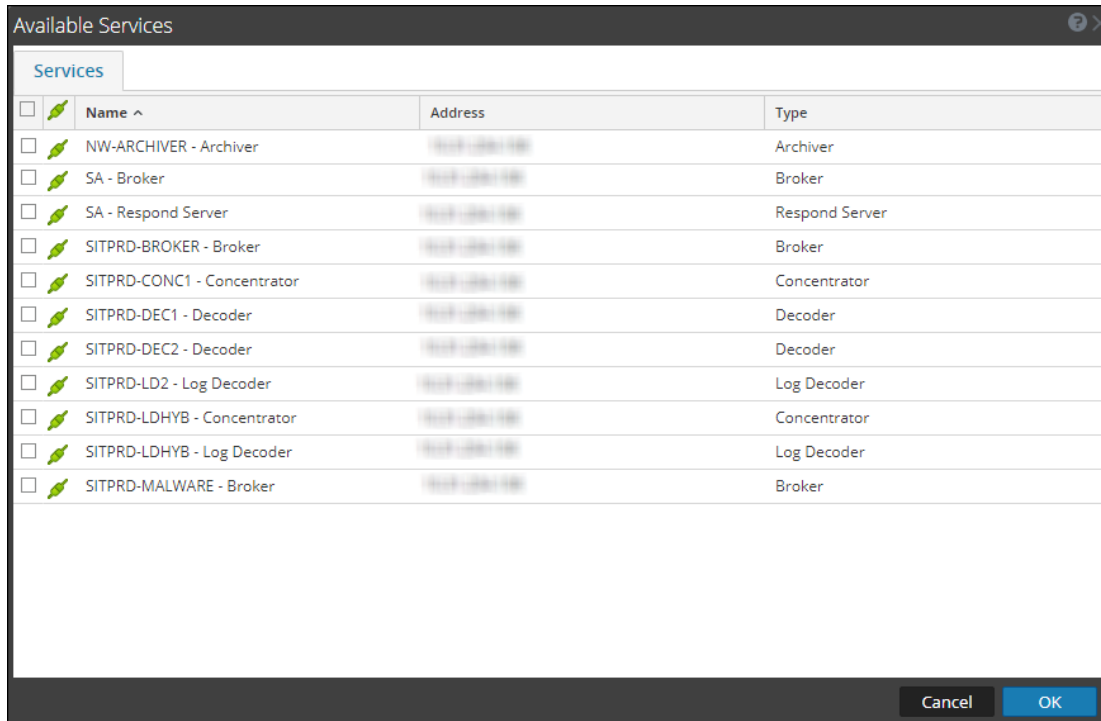 Available Services
Services
Name Address Type
NW-ARCHIVER - Archiver Archiver
SA - Broker Broker
SA - Respond Server Respond Server
SITPRD-BROKER - Broker Broker
SITPRD-CONC1 - Concentrator Concentrator
SITPRD-DEC1 - Decoder Decoder
SITPRD-DEC2 - Decoder Decoder
SITPRD-LD2 - Log Decoder Log Decoder
SITPRD-LDHYB - Concentrator Concentrator
SITPRD-LDHYB - Log Decoder Log Decoder
SITPRD-MALWARE - Broker Broker
Cancel OK